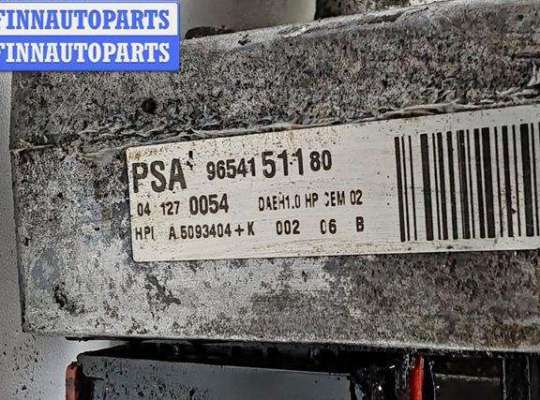 FINNAUTOPARTS
FINNAUTOPARTS
PSA 96541 511 80
04 127 0054 DAEH1.0 HP CEM 02
HPI A.5093404+K 002 06 B